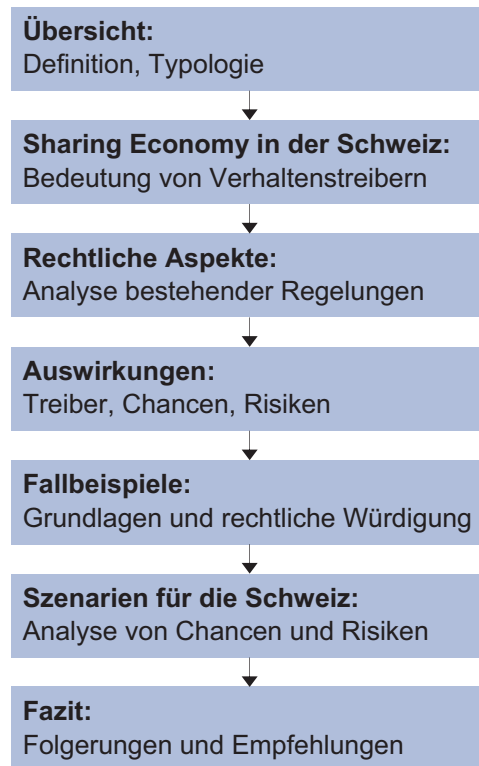 Übersicht:
Definition, Typologie
Sharing Economy in der Schweiz:
Bedeutung von Verhaltenstreibern
Rechtliche Aspekte:
Analyse bestehender Regelungen
Auswirkungen:
Treiber, Chancen, Risiken
Fallbeispiele:
Grundlagen und rechtliche Würdigung
Szenarien für die Schweiz:
Analyse von Chancen und Risiken
Fazit:
Folgerungen und Empfehlungen